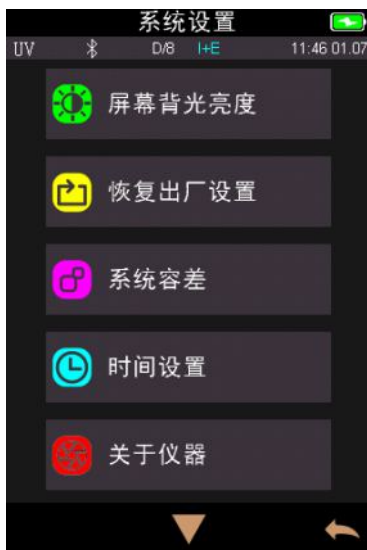 系统设置
UV D/8 I+E 11:46 01.07
屏幕背光亮度
恢复出厂设置
系统容差
时间设置
关于仪器